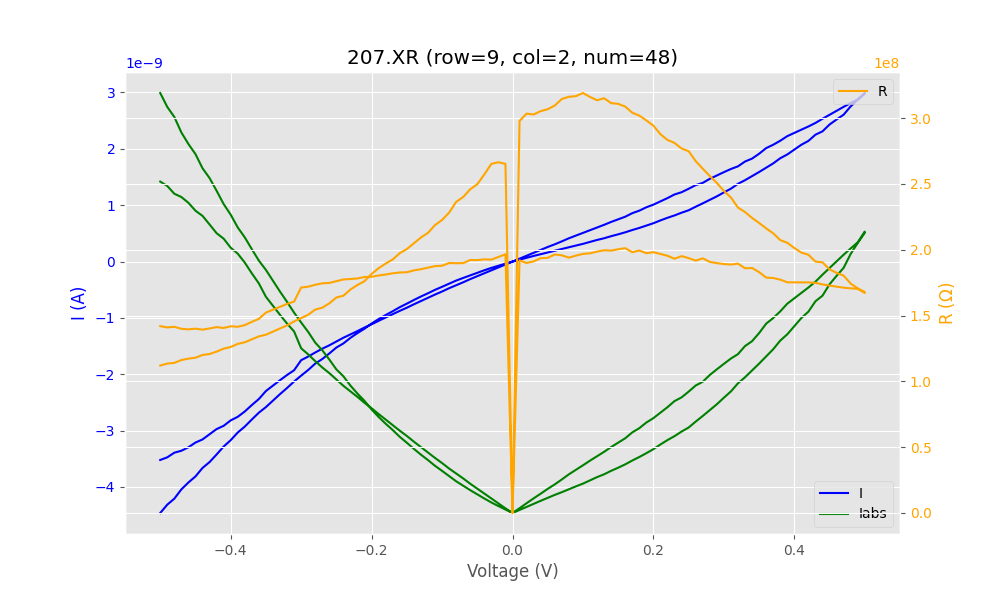 207.XR (row=9, col=2, num=48)
1e−9
1e8
R
3
2
1
0
−1
−2
−3
−4
I (A)
3.0
2.5
2.0
1.5
1.0
0.5
0.0
R (Ω)
I
Iabs
−0.4
−0.2
0.0
0.2
0.4
Voltage (V)